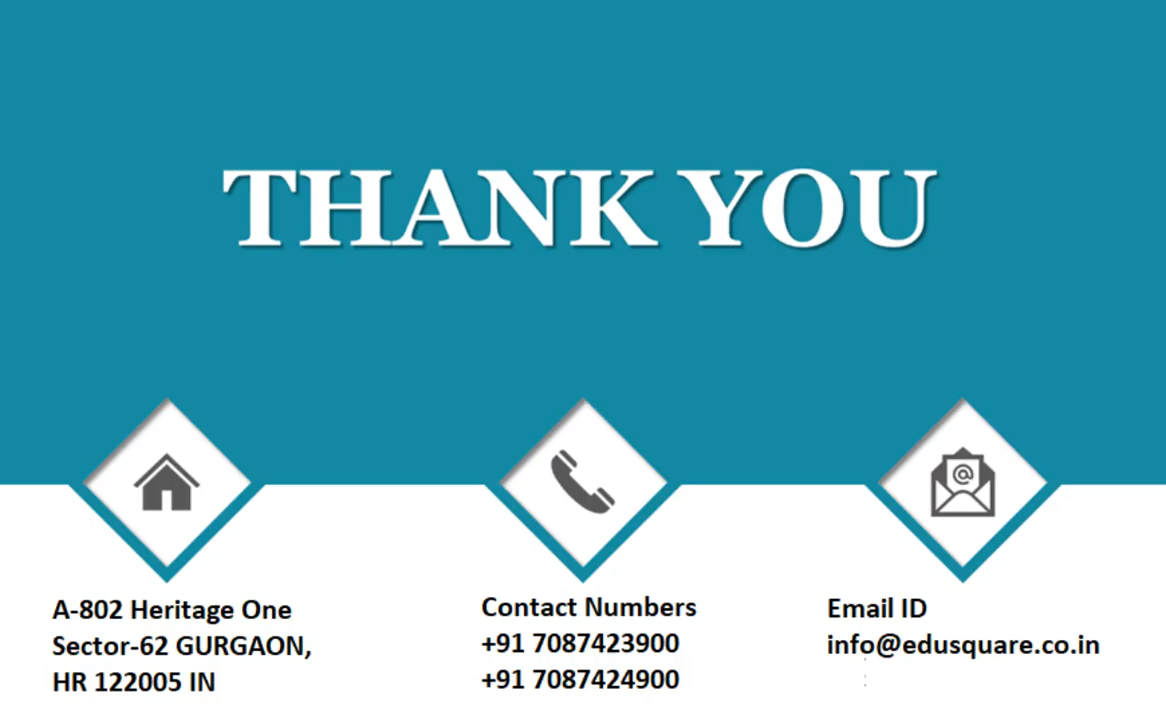 THANK YOU
A-802 Heritage One
Sector-62 GURGAON,
HR 122005 IN
Contact Numbers
+91 7087423900
+91 7087424900
Email ID
info@edusquare.co.in